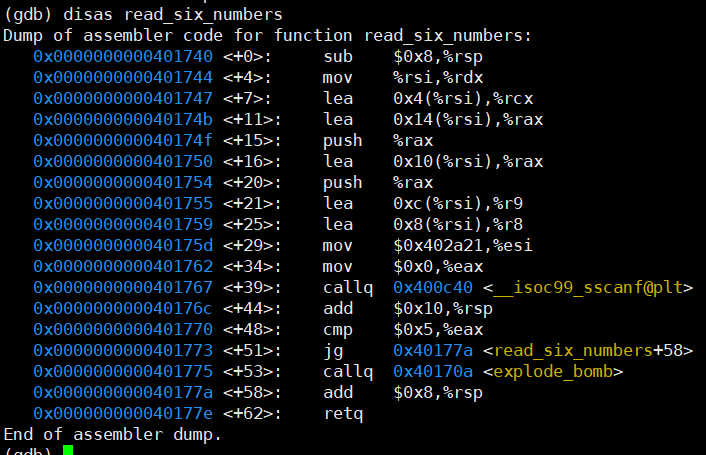 (gdb) disas read_six_numbers
Dump of assembler code for function read_six_numbers:
   0x0000000000401740 <+0>:     sub    $0x8,%rsp
   0x0000000000401744 <+4>:     mov    %rsi,%rdx
   0x0000000000401747 <+7>:     lea    0x4(%rsi),%rcx
   0x000000000040174b <+11>:    lea    0x14(%rsi),%rax
   0x000000000040174f <+15>:    push   %rax
   0x0000000000401750 <+16>:    lea    0x10(%rsi),%rax
   0x0000000000401754 <+20>:    push   %rax
   0x0000000000401755 <+21>:    lea    0xc(%rsi),%r9
   0x0000000000401759 <+25>:    lea    0x8(%rsi),%r8
   0x000000000040175d <+29>:    mov    $0x402a21,%esi
   0x0000000000401762 <+34>:    mov    $0x0,%eax
   0x0000000000401767 <+39>:    callq  0x400c40 <__isoc99_sscanf@plt>
   0x000000000040176c <+44>:    add    $0x10,%rsp
   0x0000000000401770 <+48>:    cmp    $0x5,%eax
   0x0000000000401773 <+51>:    jg     0x40177a <read_six_numbers+58>
   0x0000000000401775 <+53>:    callq  0x40170a <explode_bomb>
   0x000000000040177a <+58>:    add    $0x8,%rsp
   0x000000000040177e <+62>:    retq
End of assembler dump.
(gdb)